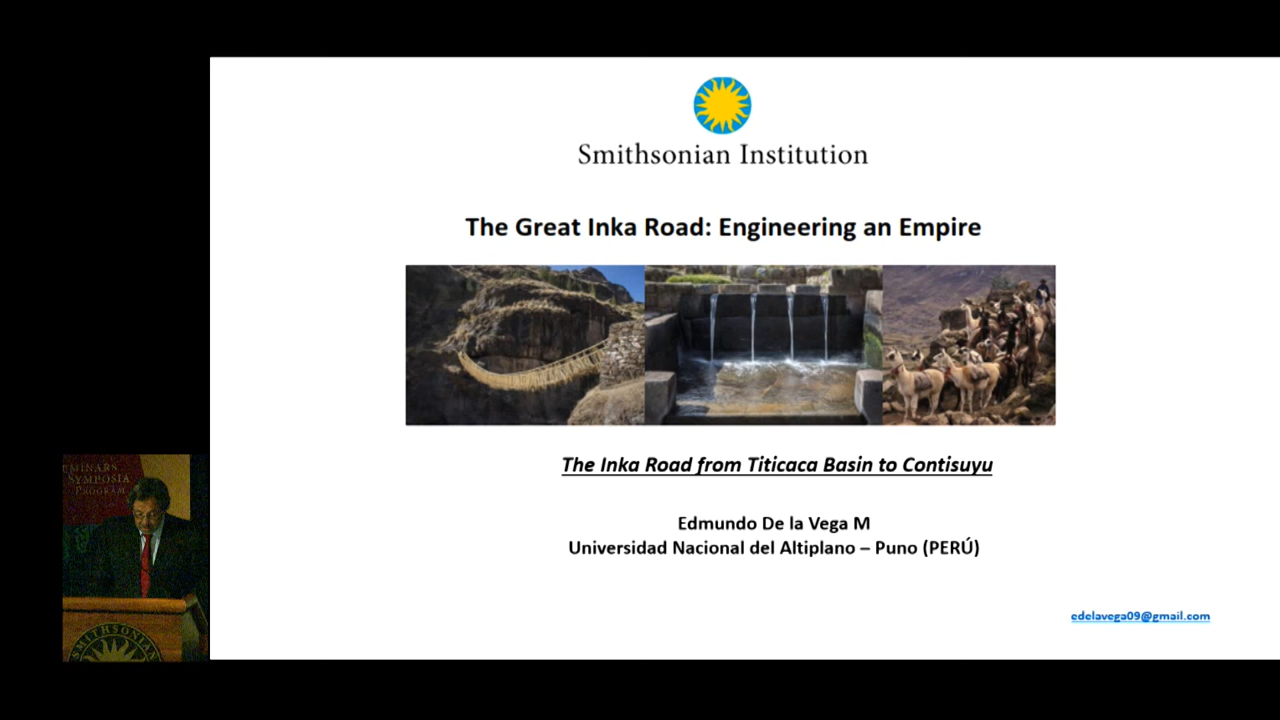 Smithsonian Institution
The Great Inka Road: Engineering an Empire
The Inka Road from Titicaca Basin to Contisuyu
Edmundo De la Vega M
Universidad Nacional del Altiplano – Puno (PERÚ)
edelavega09@gmail.com
SYMPOSIA
PROGRAM
SMITHSONIAN